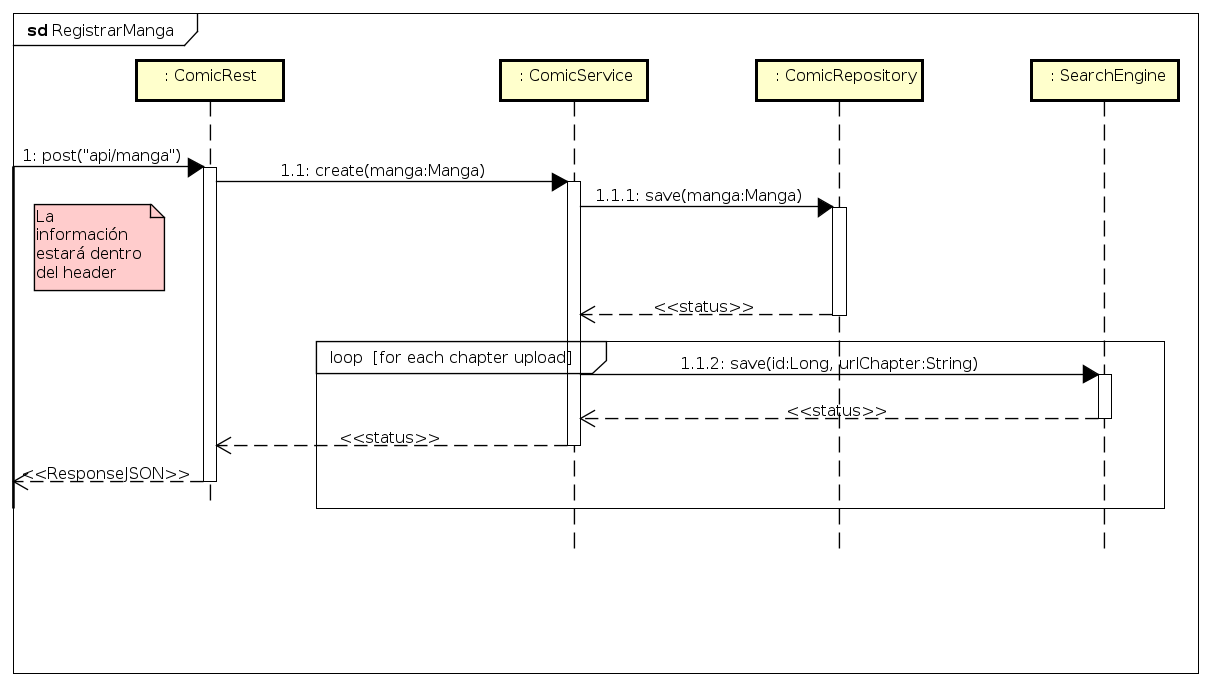 sd RegistrarManga
: ComicRest
: ComicService
: ComicRepository
: SearchEngine
1: post("api/manga")
1.1: create(manga:Manga)
1.1.1: save(manga:Manga)
La
información
estará dentro
del header
<<status>>
loop [for each chapter upload]
1.1.2: save(id:Long, urlChapter:String)
<<status>>
<<status>>
<<ResponseJSON>>